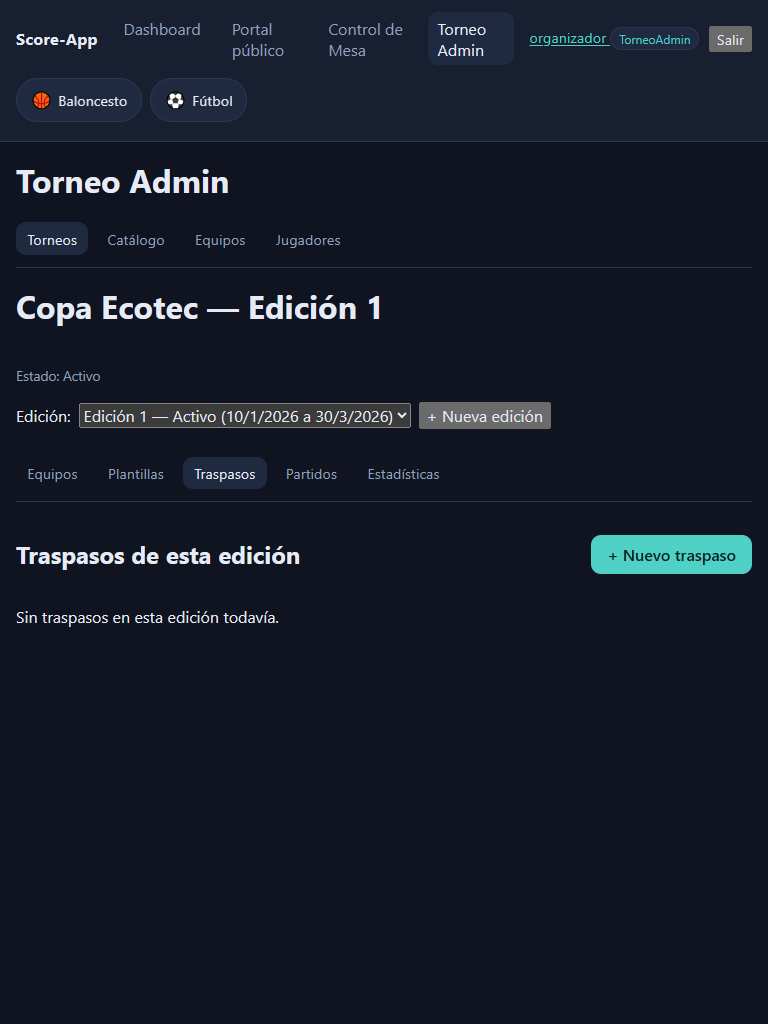 Score-App
Dashboard
Portal
público
Control de
Mesa
Torneo
Admin
organizador
TorneoAdmin
Salir
Baloncesto
Fútbol
Torneo Admin
Torneos
Catálogo
Equipos
Jugadores
Copa Ecotec — Edición 1
Estado: Activo
Edición:
Edición 1 — Activo (10/1/2026 a 30/3/2026)
+ Nueva edición
Equipos
Plantillas
Traspasos
Partidos
Estadísticas
Traspasos de esta edición
+ Nuevo traspaso
Sin traspasos en esta edición todavía.